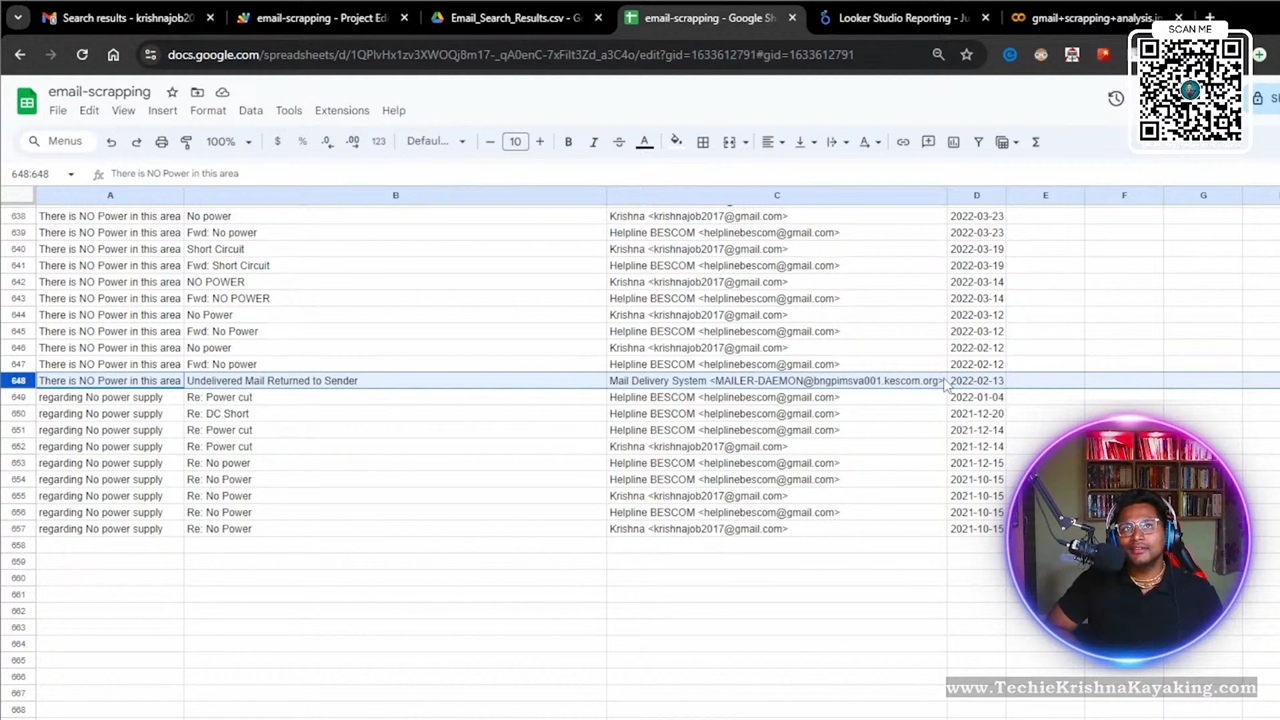 Search results - krishnajob20
email-scrapping - Project Edi
Email_Search_Results.csv - G
email-scrapping - Google Sh
Looker Studio Reporting - Ju
gmail+scrapping+analysis.i
SCAN ME
docs.google.com/spreadsheets/d/1QPlvHx1zv3XWOQj8m17-_qA0enC-7xFilt3Zd_a3C4o/edit?gid=1633612791#gid=1633612791
email-scrapping
File Edit View Insert Format Data Tools Extensions Help
Menus 100% $ % .0 .00 123 Defaul... 10 B I A
648:648 fx There is NO Power in this area
A B C D E F G
638 There is NO Power in this area No power Krishna <krishnajob2017@gmail.com> 2022-03-23
639 There is NO Power in this area Fwd: No power Helpline BESCOM <helplinebescom@gmail.com> 2022-03-23
640 There is NO Power in this area Short Circuit Krishna <krishnajob2017@gmail.com> 2022-03-19
641 There is NO Power in this area Fwd: Short Circuit Helpline BESCOM <helplinebescom@gmail.com> 2022-03-19
642 There is NO Power in this area NO POWER Krishna <krishnajob2017@gmail.com> 2022-03-14
643 There is NO Power in this area Fwd: NO POWER Helpline BESCOM <helplinebescom@gmail.com> 2022-03-14
644 There is NO Power in this area No Power Krishna <krishnajob2017@gmail.com> 2022-03-12
645 There is NO Power in this area Fwd: No Power Helpline BESCOM <helplinebescom@gmail.com> 2022-03-12
646 There is NO Power in this area No power Krishna <krishnajob2017@gmail.com> 2022-02-12
647 There is NO Power in this area Fwd: No power Helpline BESCOM <helplinebescom@gmail.com> 2022-02-12
648 There is NO Power in this area Undelivered Mail Returned to Sender Mail Delivery System <MAILER-DAEMON@bngpimsva001.kescom.org> 2022-02-13
649 regarding No power supply Re: Power cut Helpline BESCOM <helplinebescom@gmail.com> 2022-01-04
650 regarding No power supply Re: DC Short Helpline BESCOM <helplinebescom@gmail.com> 2021-12-20
651 regarding No power supply Re: Power cut Helpline BESCOM <helplinebescom@gmail.com> 2021-12-14
652 regarding No power supply Re: Power cut Krishna <krishnajob2017@gmail.com> 2021-12-14
653 regarding No power supply Re: No power Helpline BESCOM <helplinebescom@gmail.com> 2021-12-15
654 regarding No power supply Re: No Power Helpline BESCOM <helplinebescom@gmail.com> 2021-10-15
655 regarding No power supply Re: No Power Krishna <krishnajob2017@gmail.com> 2021-10-15
656 regarding No power supply Re: No Power Helpline BESCOM <helplinebescom@gmail.com> 2021-10-15
657 regarding No power supply Re: No Power Krishna <krishnajob2017@gmail.com> 2021-10-15
658
659
660
661
662
663
664
665
666
667
668
www.TechieKrishnaKayaking.com